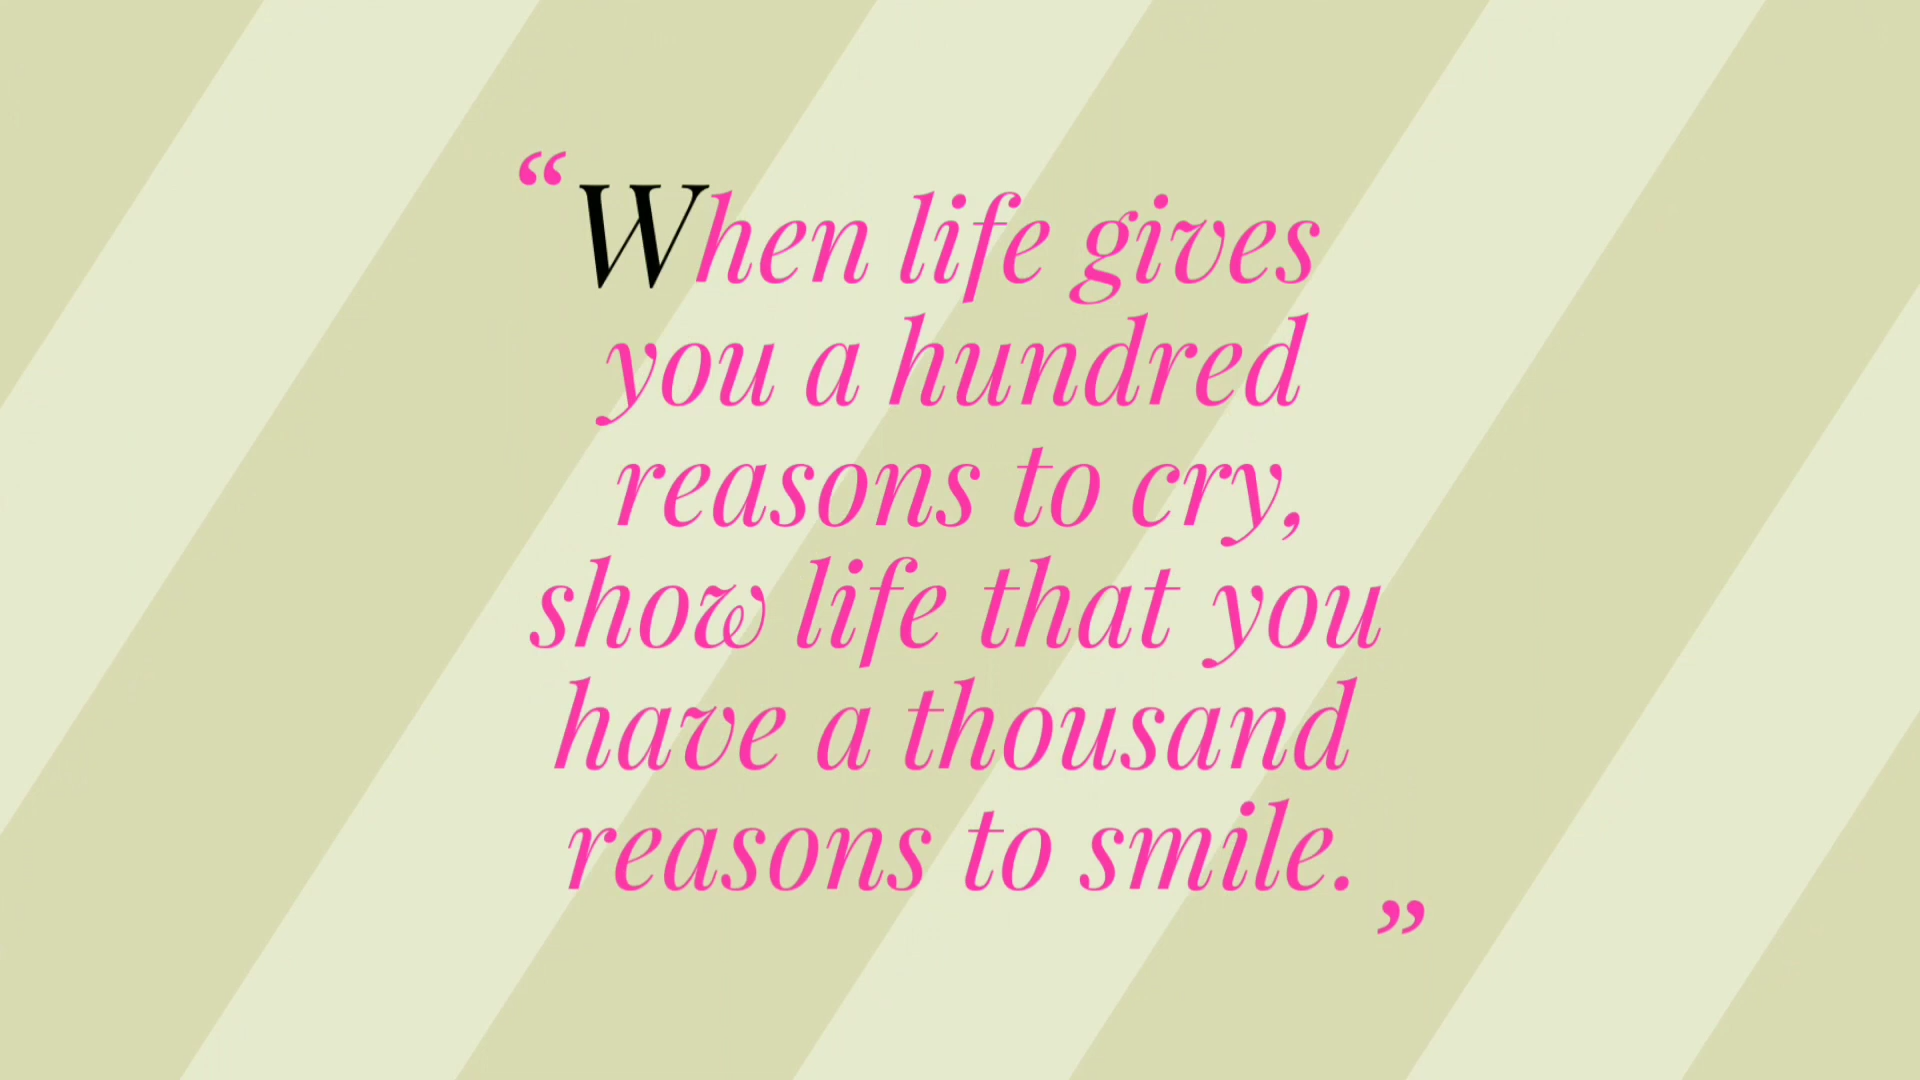 “When life gives
you a hundred
reasons to cry,
show life that you
have a thousand
reasons to smile.”